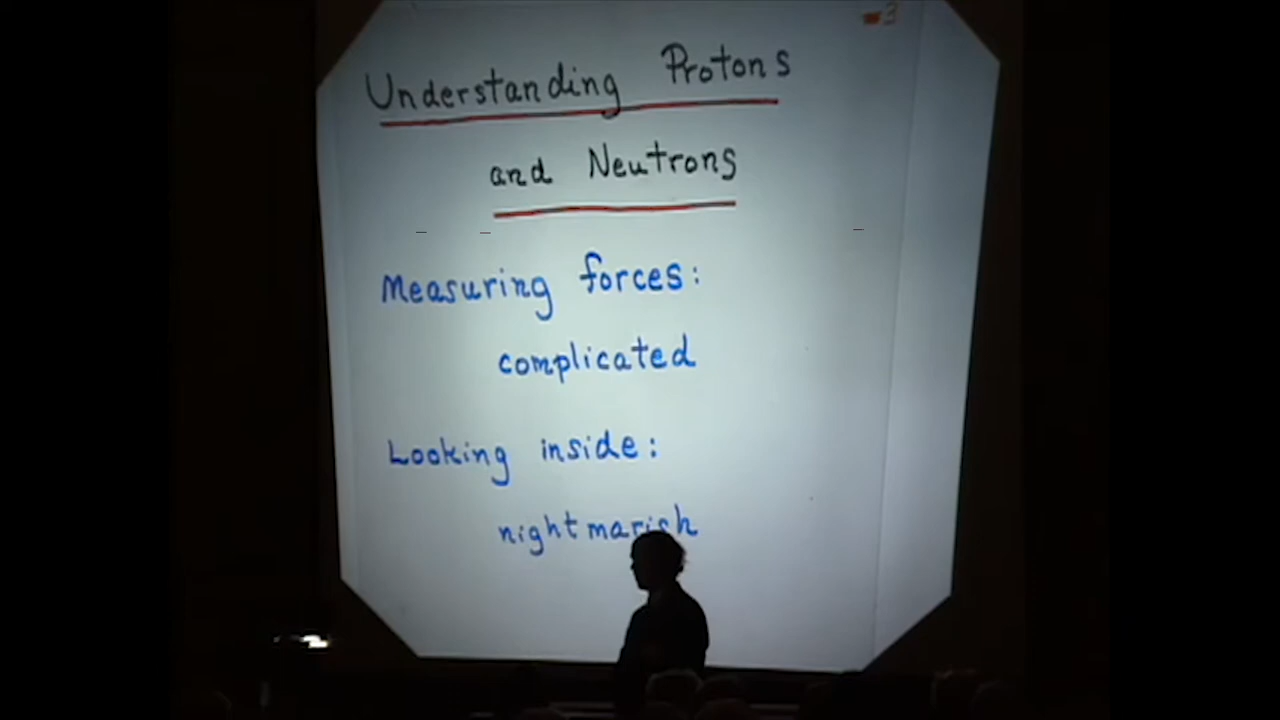 Understanding Protons
and Neutrons
Measuring forces:
complicated
Looking inside:
nightmarish